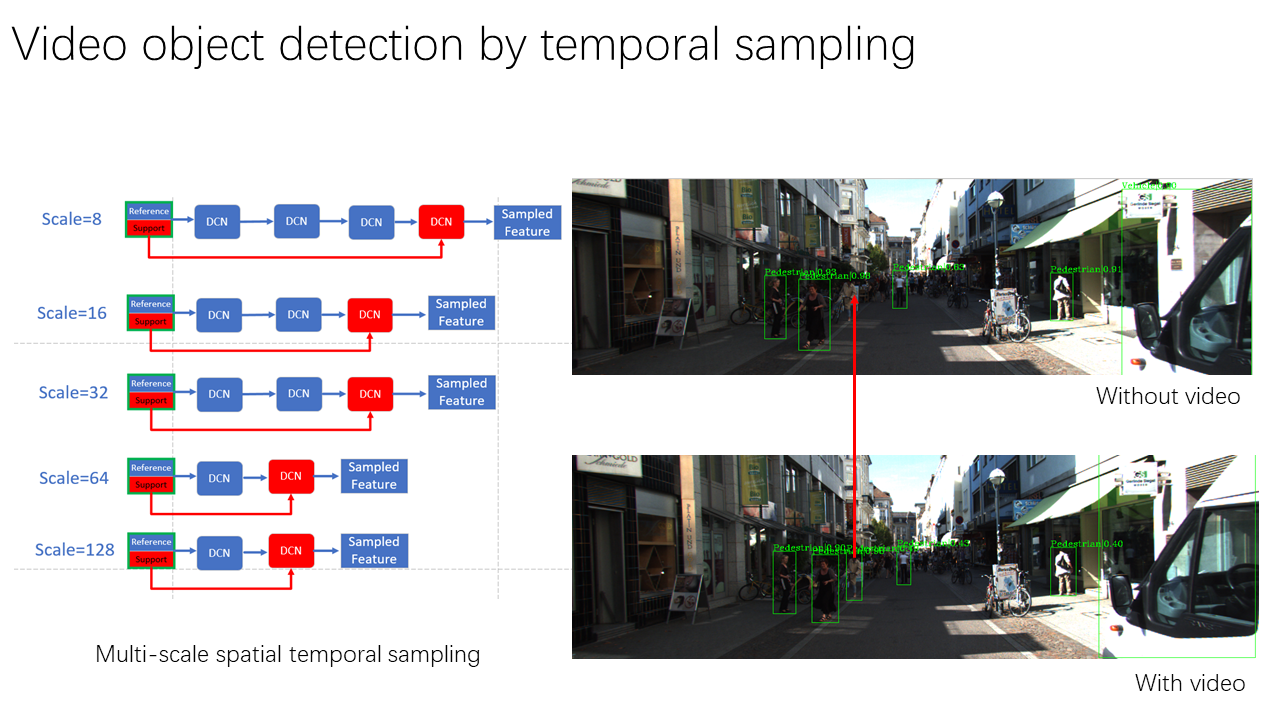 Video object detection by temporal sampling
Scale=8
Reference
Support
DCN
DCN
DCN
DCN
Sampled
Feature
Scale=16
Reference
Support
DCN
DCN
DCN
Sampled
Feature
Scale=32
Reference
Support
DCN
DCN
DCN
Sampled
Feature
Scale=64
Reference
Support
DCN
DCN
Sampled
Feature
Scale=128
Reference
Support
DCN
DCN
Sampled
Feature
Multi-scale spatial temporal sampling
Pedestrian|0.93
Pedestrian|0.91
Without video
GOLD
PLATIN UND
Pedestrian|0.40
With video